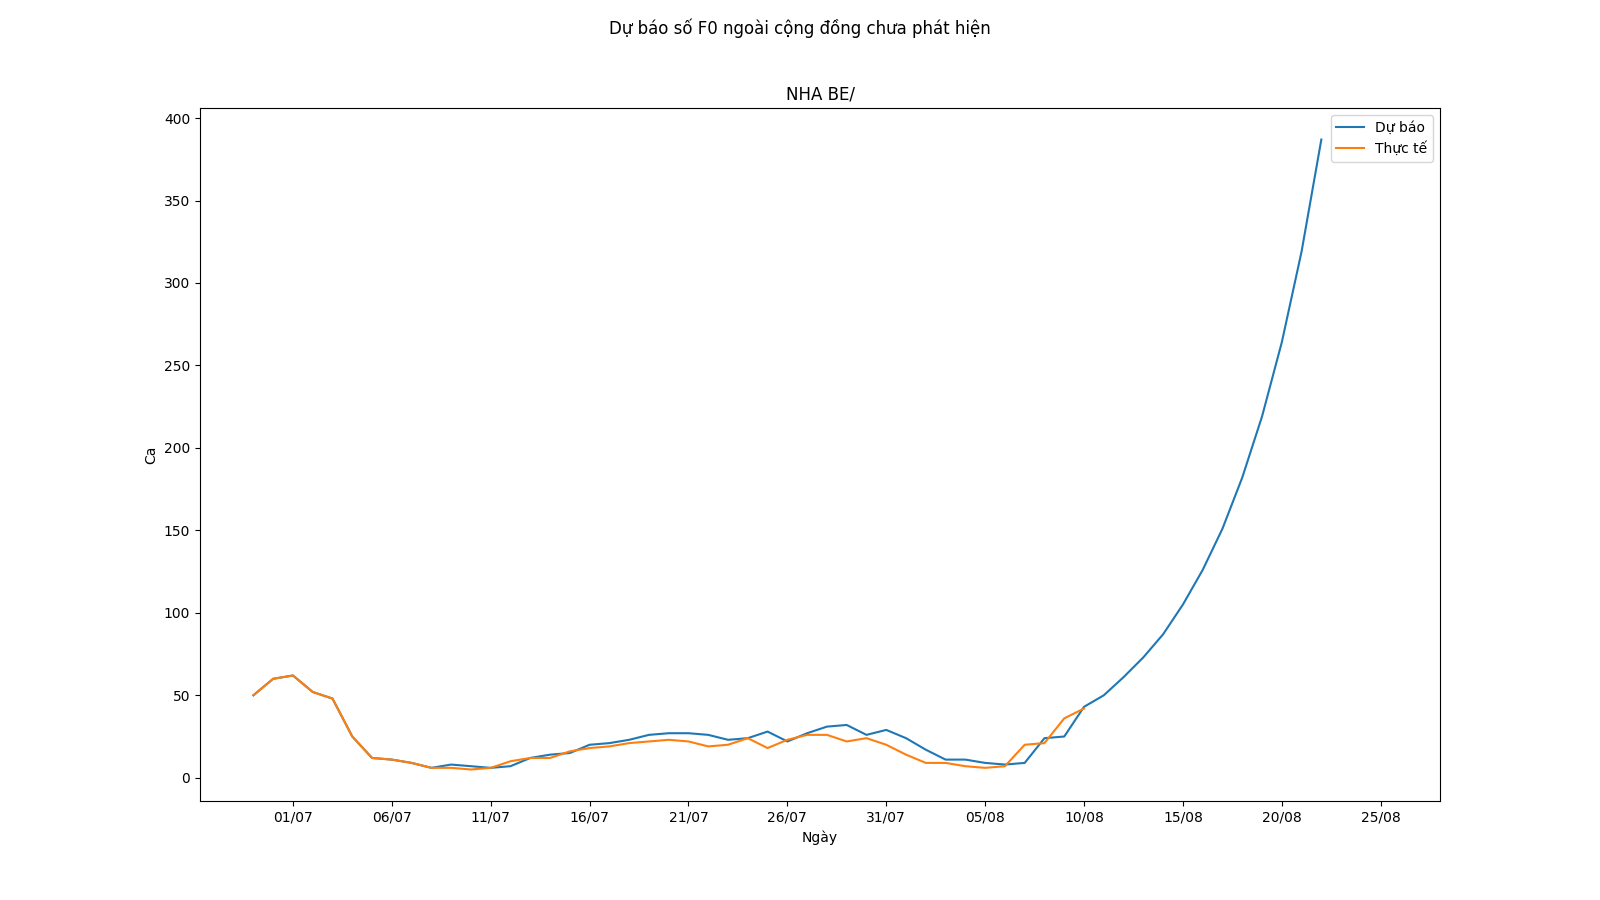 Dự báo số F0 ngoài cộng đồng chưa phát hiện
NHA BE/
Dự báo
Thực tế
400
350
300
250
200
150
100
50
0
Ca
01/07 06/07 11/07 16/07 21/07 26/07 31/07 05/08 10/08 15/08 20/08 25/08
Ngày